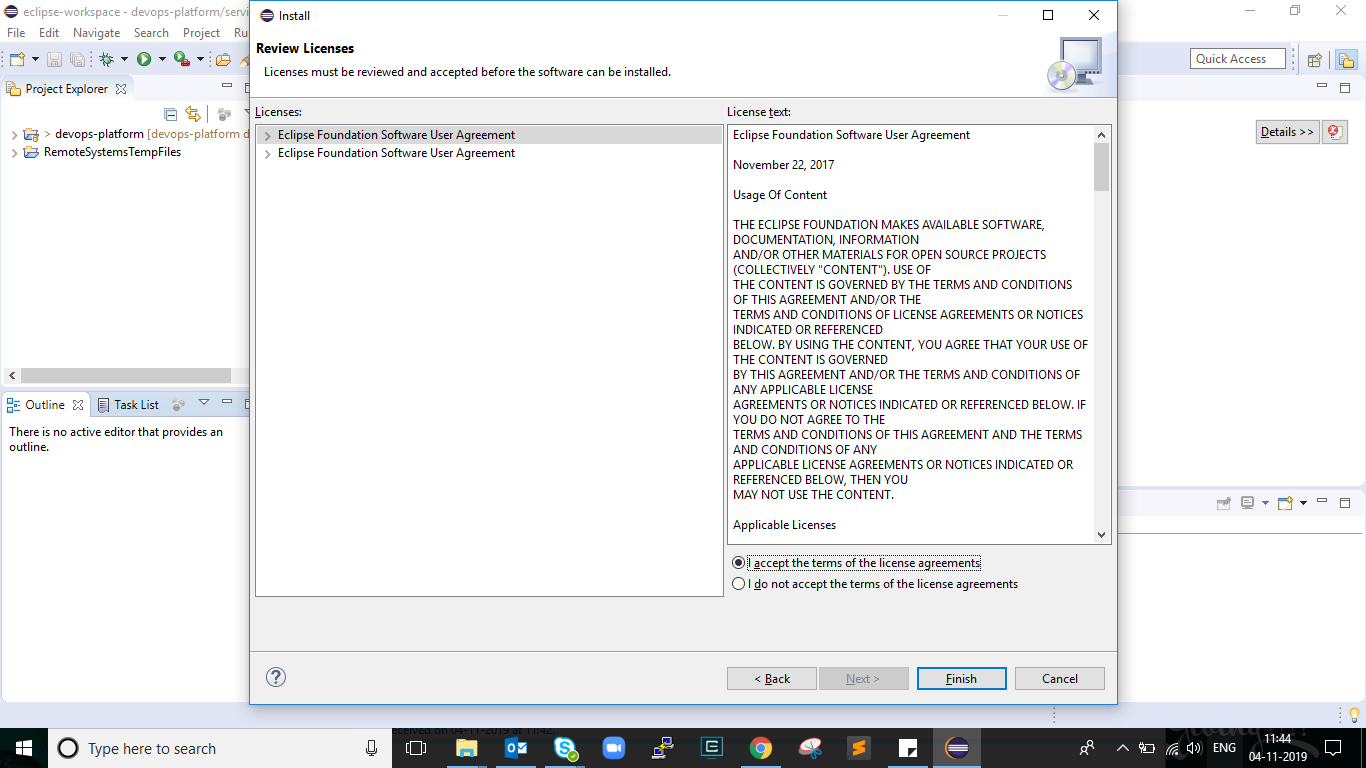 eclipse-workspace - devops-platform/servi
File Edit Navigate Search Project Ru
Quick Access
Project Explorer
> devops-platform [devops-platform d
RemoteSystemsTempFiles
Outline
Task List
There is no active editor that provides an
outline.
Install
Review Licenses
Licenses must be reviewed and accepted before the software can be installed.
Licenses:
Eclipse Foundation Software User Agreement
Eclipse Foundation Software User Agreement
License text:
Eclipse Foundation Software User Agreement
November 22, 2017
Usage Of Content
THE ECLIPSE FOUNDATION MAKES AVAILABLE SOFTWARE,
DOCUMENTATION, INFORMATION
AND/OR OTHER MATERIALS FOR OPEN SOURCE PROJECTS
(COLLECTIVELY "CONTENT"). USE OF
THE CONTENT IS GOVERNED BY THE TERMS AND CONDITIONS
OF THIS AGREEMENT AND/OR THE
TERMS AND CONDITIONS OF LICENSE AGREEMENTS OR NOTICES
INDICATED OR REFERENCED
BELOW. BY USING THE CONTENT, YOU AGREE THAT YOUR USE OF
THE CONTENT IS GOVERNED
BY THIS AGREEMENT AND/OR THE TERMS AND CONDITIONS OF
ANY APPLICABLE LICENSE
AGREEMENTS OR NOTICES INDICATED OR REFERENCED BELOW. IF
YOU DO NOT AGREE TO THE
TERMS AND CONDITIONS OF THIS AGREEMENT AND THE TERMS
AND CONDITIONS OF ANY
APPLICABLE LICENSE AGREEMENTS OR NOTICES INDICATED OR
REFERENCED BELOW, THEN YOU
MAY NOT USE THE CONTENT.
Applicable Licenses
I accept the terms of the license agreements
I do not accept the terms of the license agreements
< Back Next > Finish Cancel
Details >>
eceived on 04-11-2019 at 11:42.
Type here to search
ENG
11:44
04-11-2019